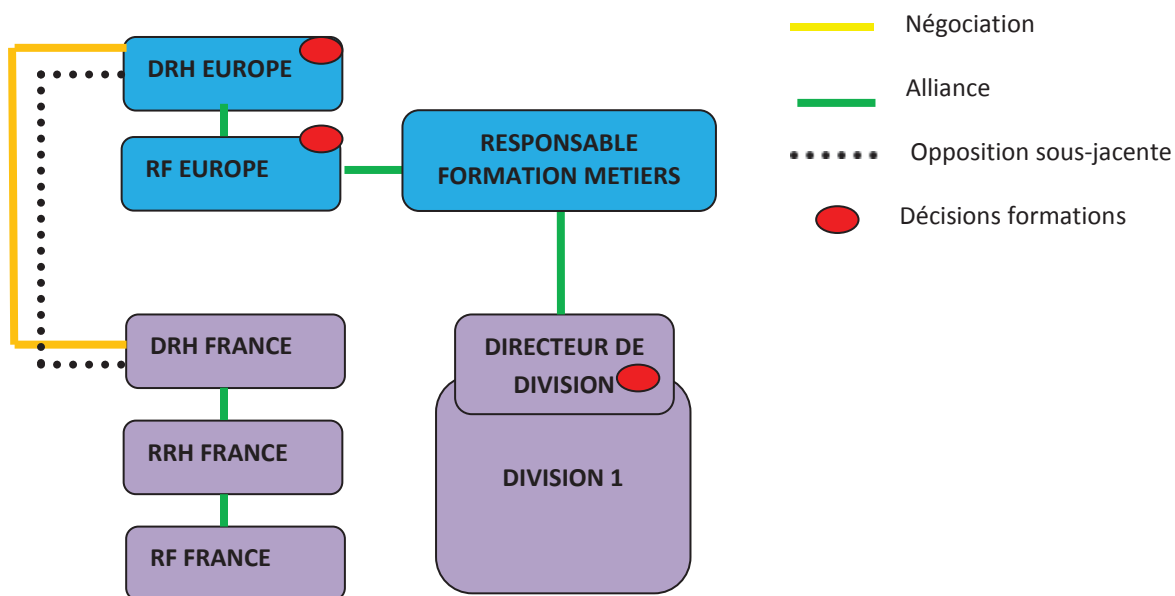 DRH EUROPE
RF EUROPE
RESPONSABLE
FORMATION METIERS
DRH FRANCE
RRH FRANCE
RF FRANCE
DIRECTEUR DE
DIVISION
DIVISION 1
Négociation
Alliance
Opposition sous-jacente
Décisions formations